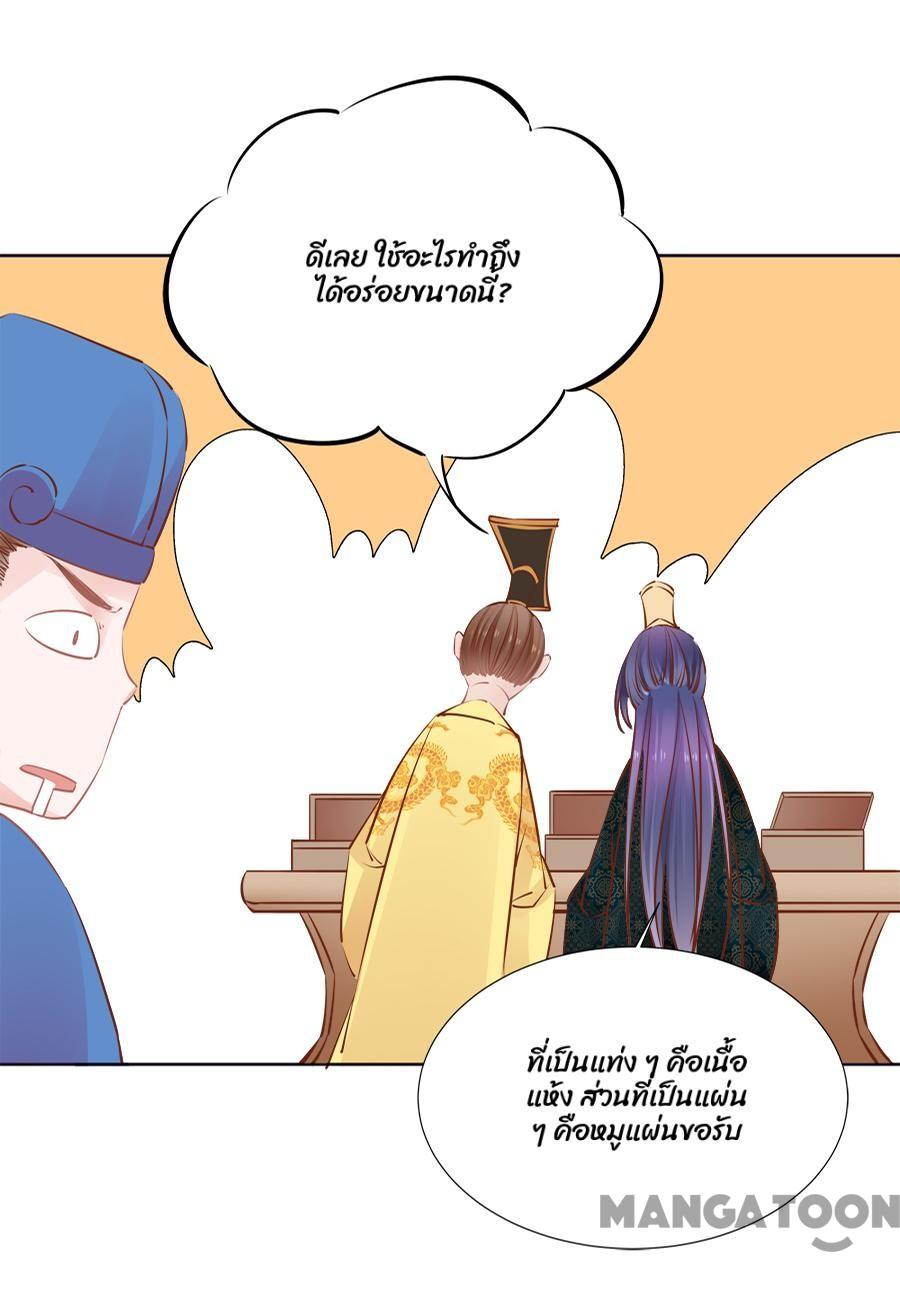 ดีเลย ใช้อะไรทำถึง
ได้อร่อยขนาดนี้?
ที่เป็นแท่ง ๆ คือเนื้อ
แห้ง ส่วนที่เป็นแผ่น
ๆ คือหมูแผ่นขอรับ
MANGATOON